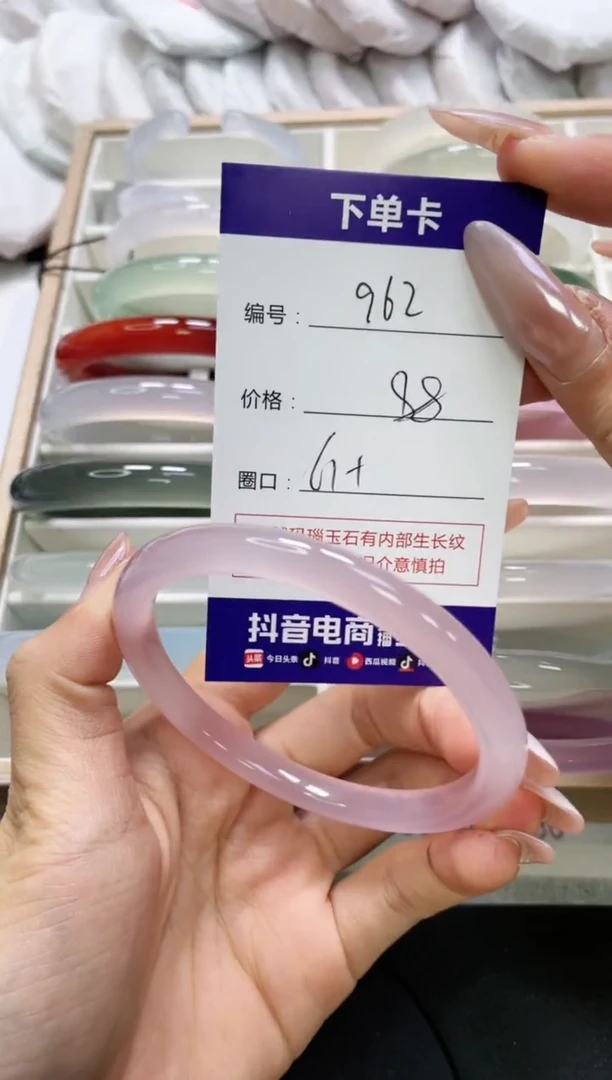 下单卡
编号： 962
价格： 88
圈口： 61+
玛瑙玉石有内部生长纹
介意慎拍
抖音电商
头条 今日头条 抖音 西瓜视频